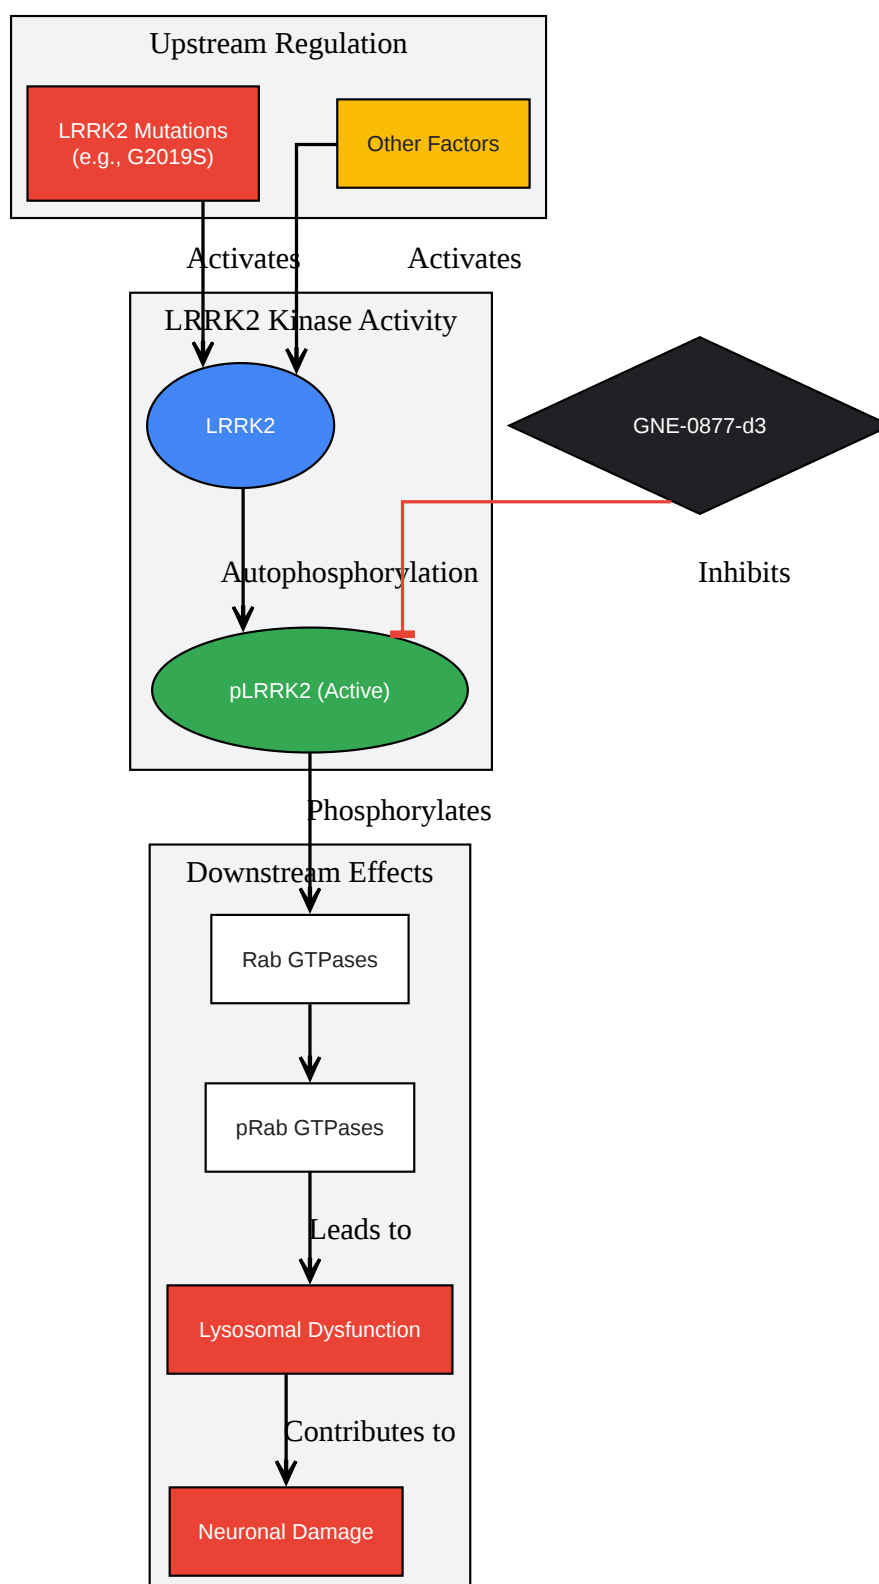 Upstream Regulation
LRRK2 Mutations
(e.g., G2019S)
Other Factors
Activates
Activates
LRRK2 Kinase Activity
LRRK2
GNE-0877-d3
Autophosphorylation
Inhibits
pLRRK2 (Active)
Phosphorylates
Downstream Effects
Rab GTPases
pRab GTPases
Leads to
Lysosomal Dysfunction
Contributes to
Neuronal Damage